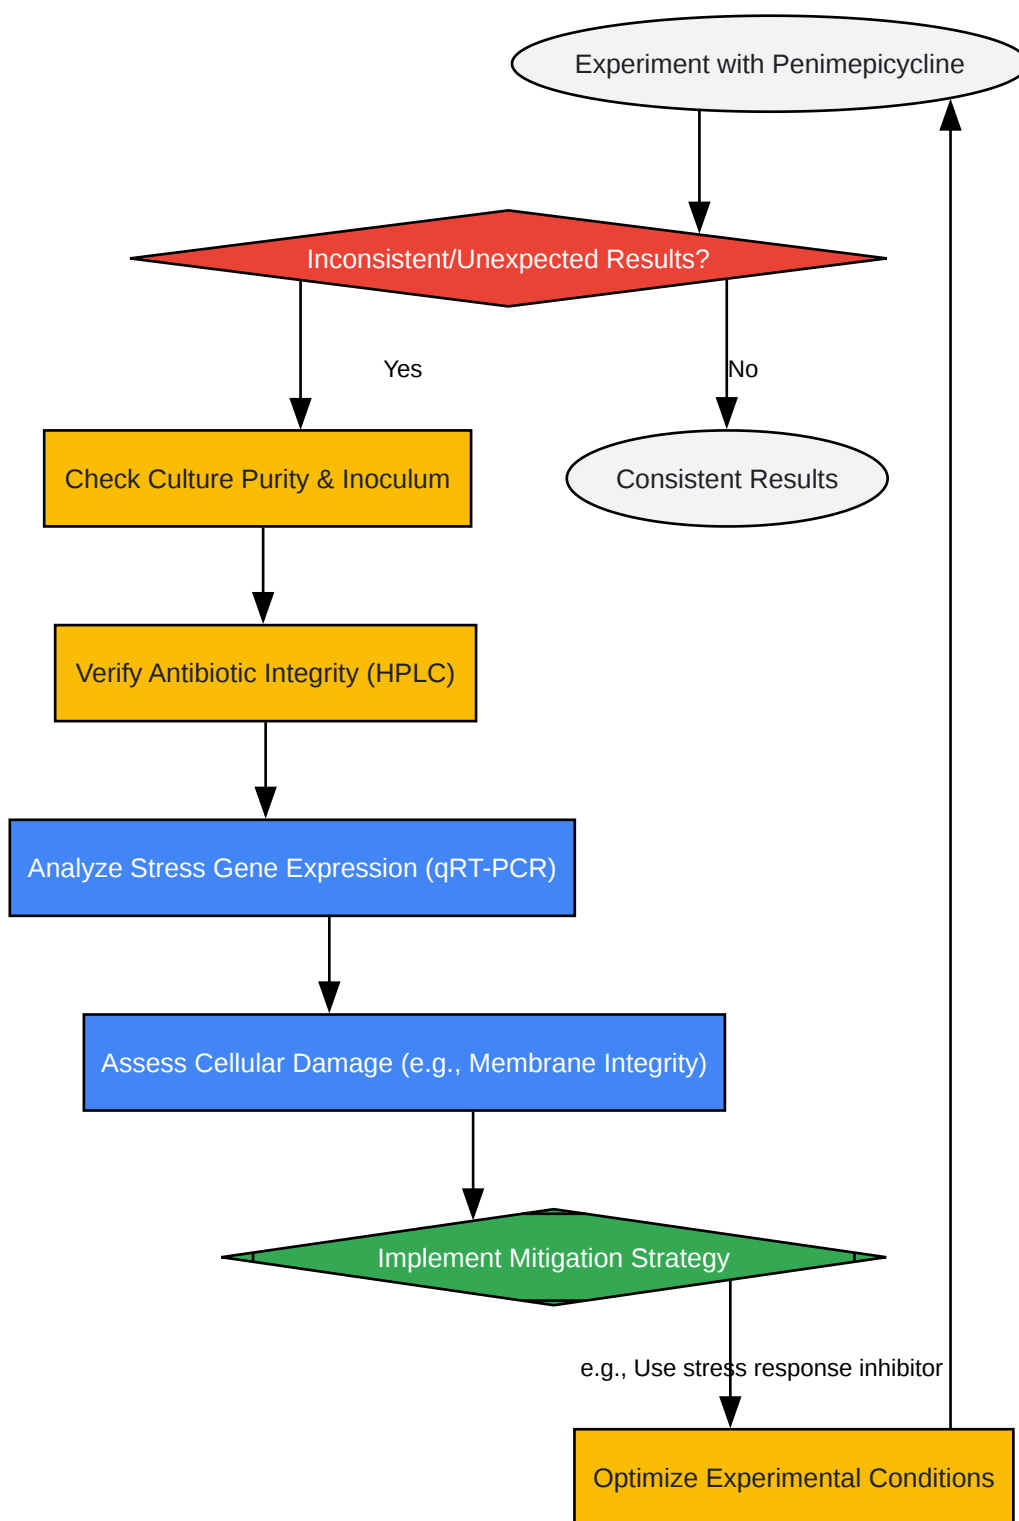 Experiment with Penimepicycline
Inconsistent/Unexpected Results?
Yes
No
Check Culture Purity & Inoculum
Consistent Results
Verify Antibiotic Integrity (HPLC)
Analyze Stress Gene Expression (qRT-PCR)
Assess Cellular Damage (e.g., Membrane Integrity)
Implement Mitigation Strategy
e.g., Use stress response inhibitor
Optimize Experimental Conditions